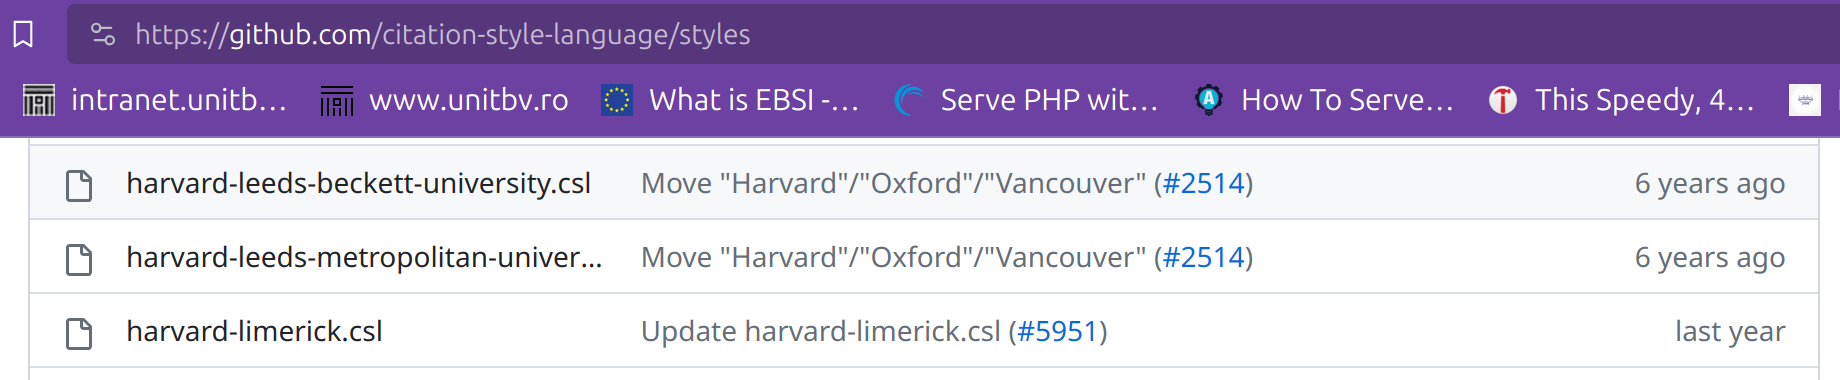 https://github.com/citation-style-language/styles
intranet.unitb... www.unitbv.ro What is EBSI -... Serve PHP wit... How To Serve... This Speedy, 4...
harvard-leeds-beckett-university.csl Move "Harvard"/"Oxford"/"Vancouver" (#2514) 6 years ago
harvard-leeds-metropolitan-univer... Move "Harvard"/"Oxford"/"Vancouver" (#2514) 6 years ago
harvard-limerick.csl Update harvard-limerick.csl (#5951) last year